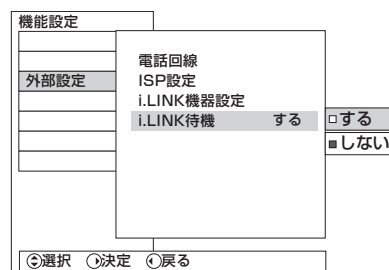 機能設定
外部設定
電話回線
ISP設定
i.LINK機器設定
i.LINK待機 する
する
しない
選択 決定 戻る